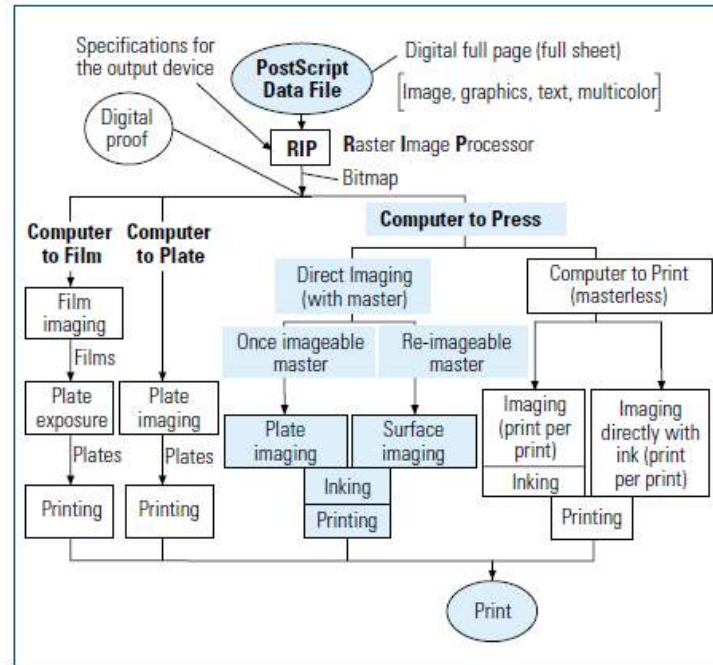 Specifications for
the output device
PostScript
Data File
Digital full page (full sheet)
[Image, graphics, text, multicolor]
Digital
proof
RIP
Raster Image Processor
Bitmap
Computer
to Film
Computer
to Plate
Computer to Press
Film
imaging
Films
Plate
exposure
Plates
Printing
Plate
imaging
Plates
Printing
Direct Imaging
(with master)
Once imageable
master
Re-imageable
master
Plate
imaging
Surface
imaging
Inking
Printing
Computer to Print
(masterless)
Imaging
(print per
print)
Inking
Imaging
directly with
ink (print
per print)
Printing
Print